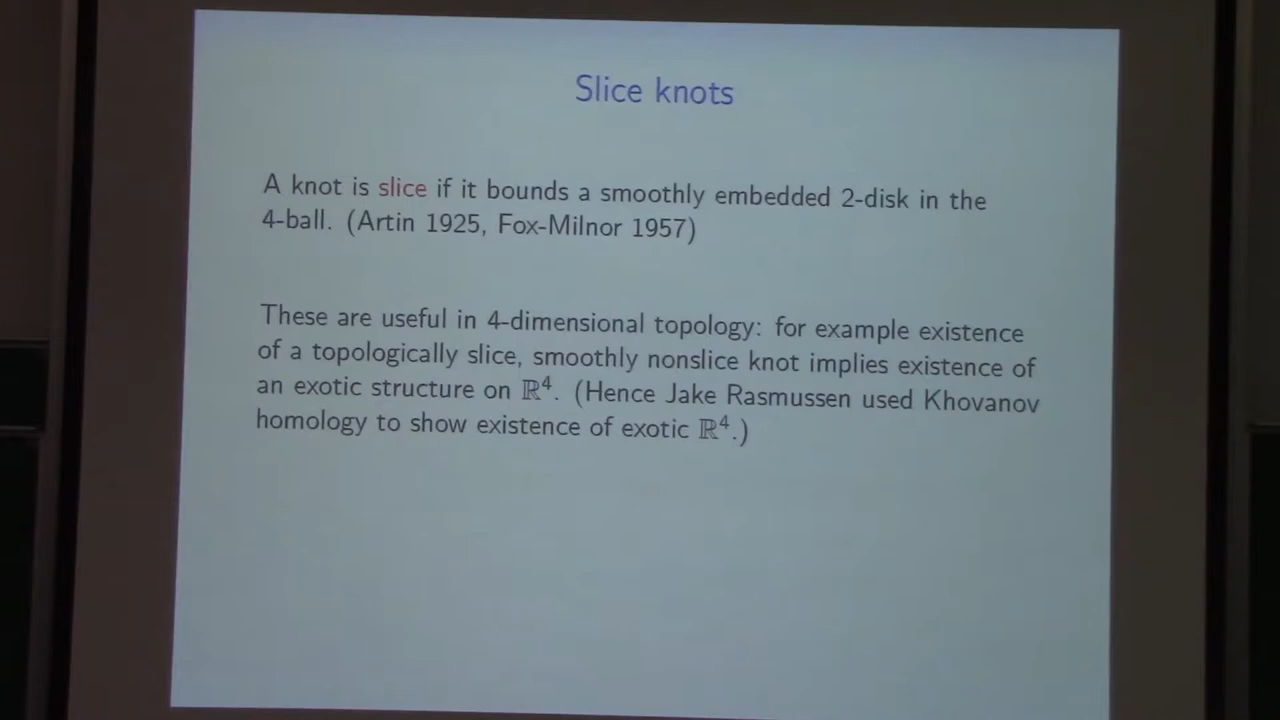 Slice knots
A knot is slice if it bounds a smoothly embedded 2-disk in the
4-ball. (Artin 1925, Fox-Milnor 1957)
These are useful in 4-dimensional topology: for example existence
of a topologically slice, smoothly nonslice knot implies existence of
an exotic structure on ℝ⁴. (Hence Jake Rasmussen used Khovanov
homology to show existence of exotic ℝ⁴.)